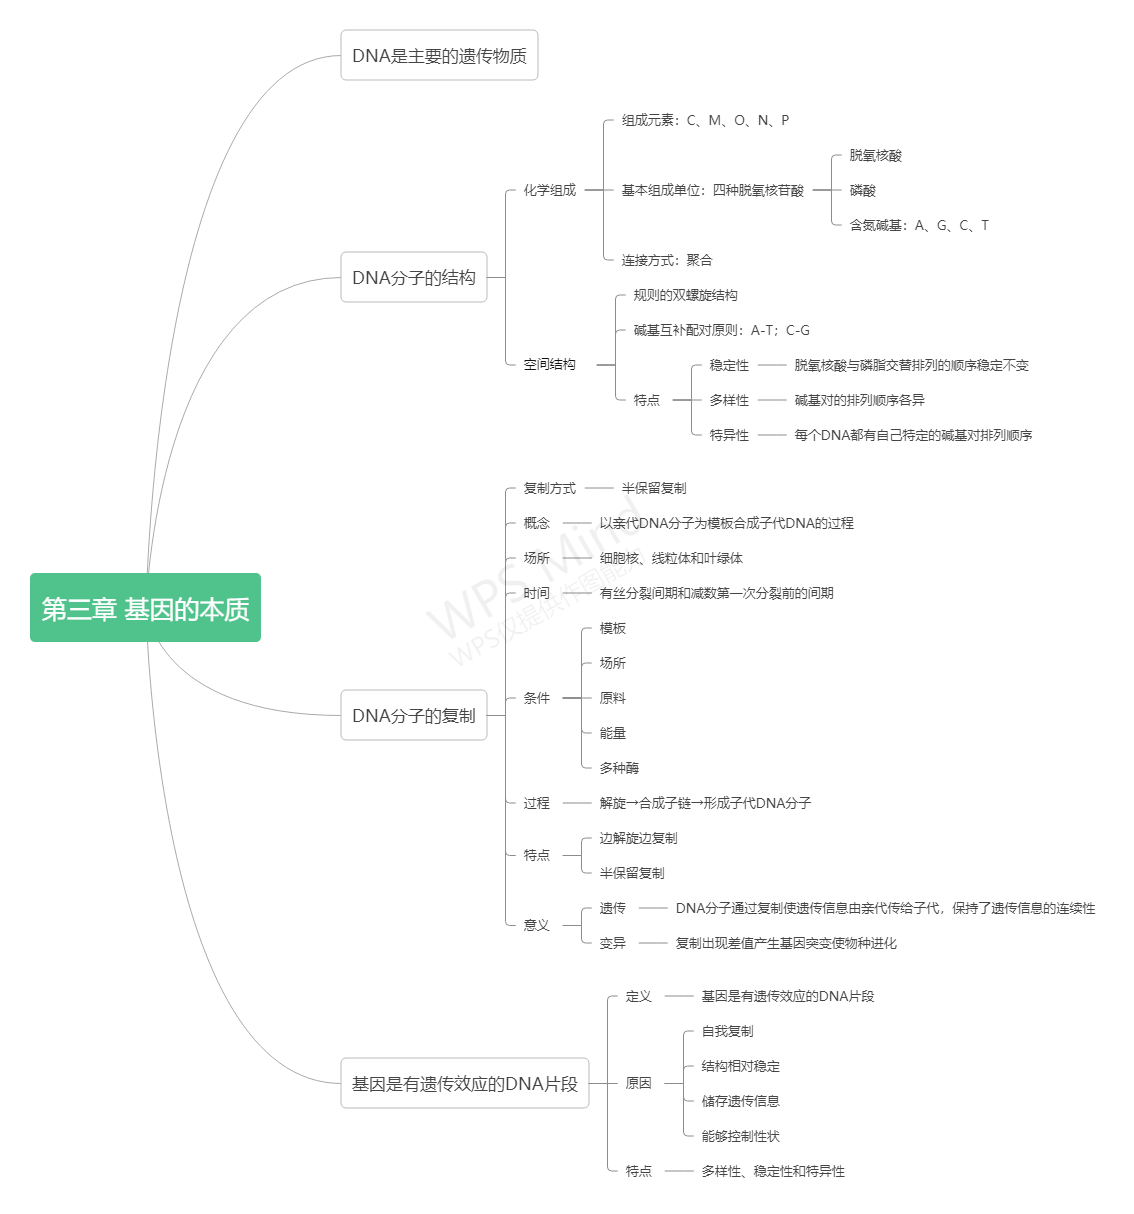 DNA是主要的遗传物质
组成元素：C、M、O、N、P
脱氧核酸
化学组成
基本组成单位：四种脱氧核苷酸
磷酸
含氮碱基：A、G、C、T
连接方式：聚合
DNA分子的结构
规则的双螺旋结构
碱基互补配对原则：A-T；C-G
空间结构
稳定性
脱氧核酸与磷脂交替排列的顺序稳定不变
特点
多样性
碱基对的排列顺序各异
特异性
每个DNA都有自己特定的碱基对排列顺序
第三章 基因的本质
复制方式
半保留复制
概念
以亲代DNA分子为模板合成子代DNA的过程
场所
细胞核、线粒体和叶绿体
时间
有丝分裂间期和减数第一次分裂前的间期
模板
场所
条件
原料
能量
多种酶
DNA分子的复制
过程
解旋→合成子链→形成子代DNA分子
特点
边解旋边复制
半保留复制
意义
遗传
DNA分子通过复制使遗传信息由亲代传给子代，保持了遗传信息的连续性
变异
复制出现差值产生基因突变使物种进化
定义
基因是有遗传效应的DNA片段
自我复制
结构相对稳定
基因是有遗传效应的DNA片段
原因
储存遗传信息
能够控制性状
特点
多样性、稳定性和特异性
WPS Mind
WPS仅提供作图能